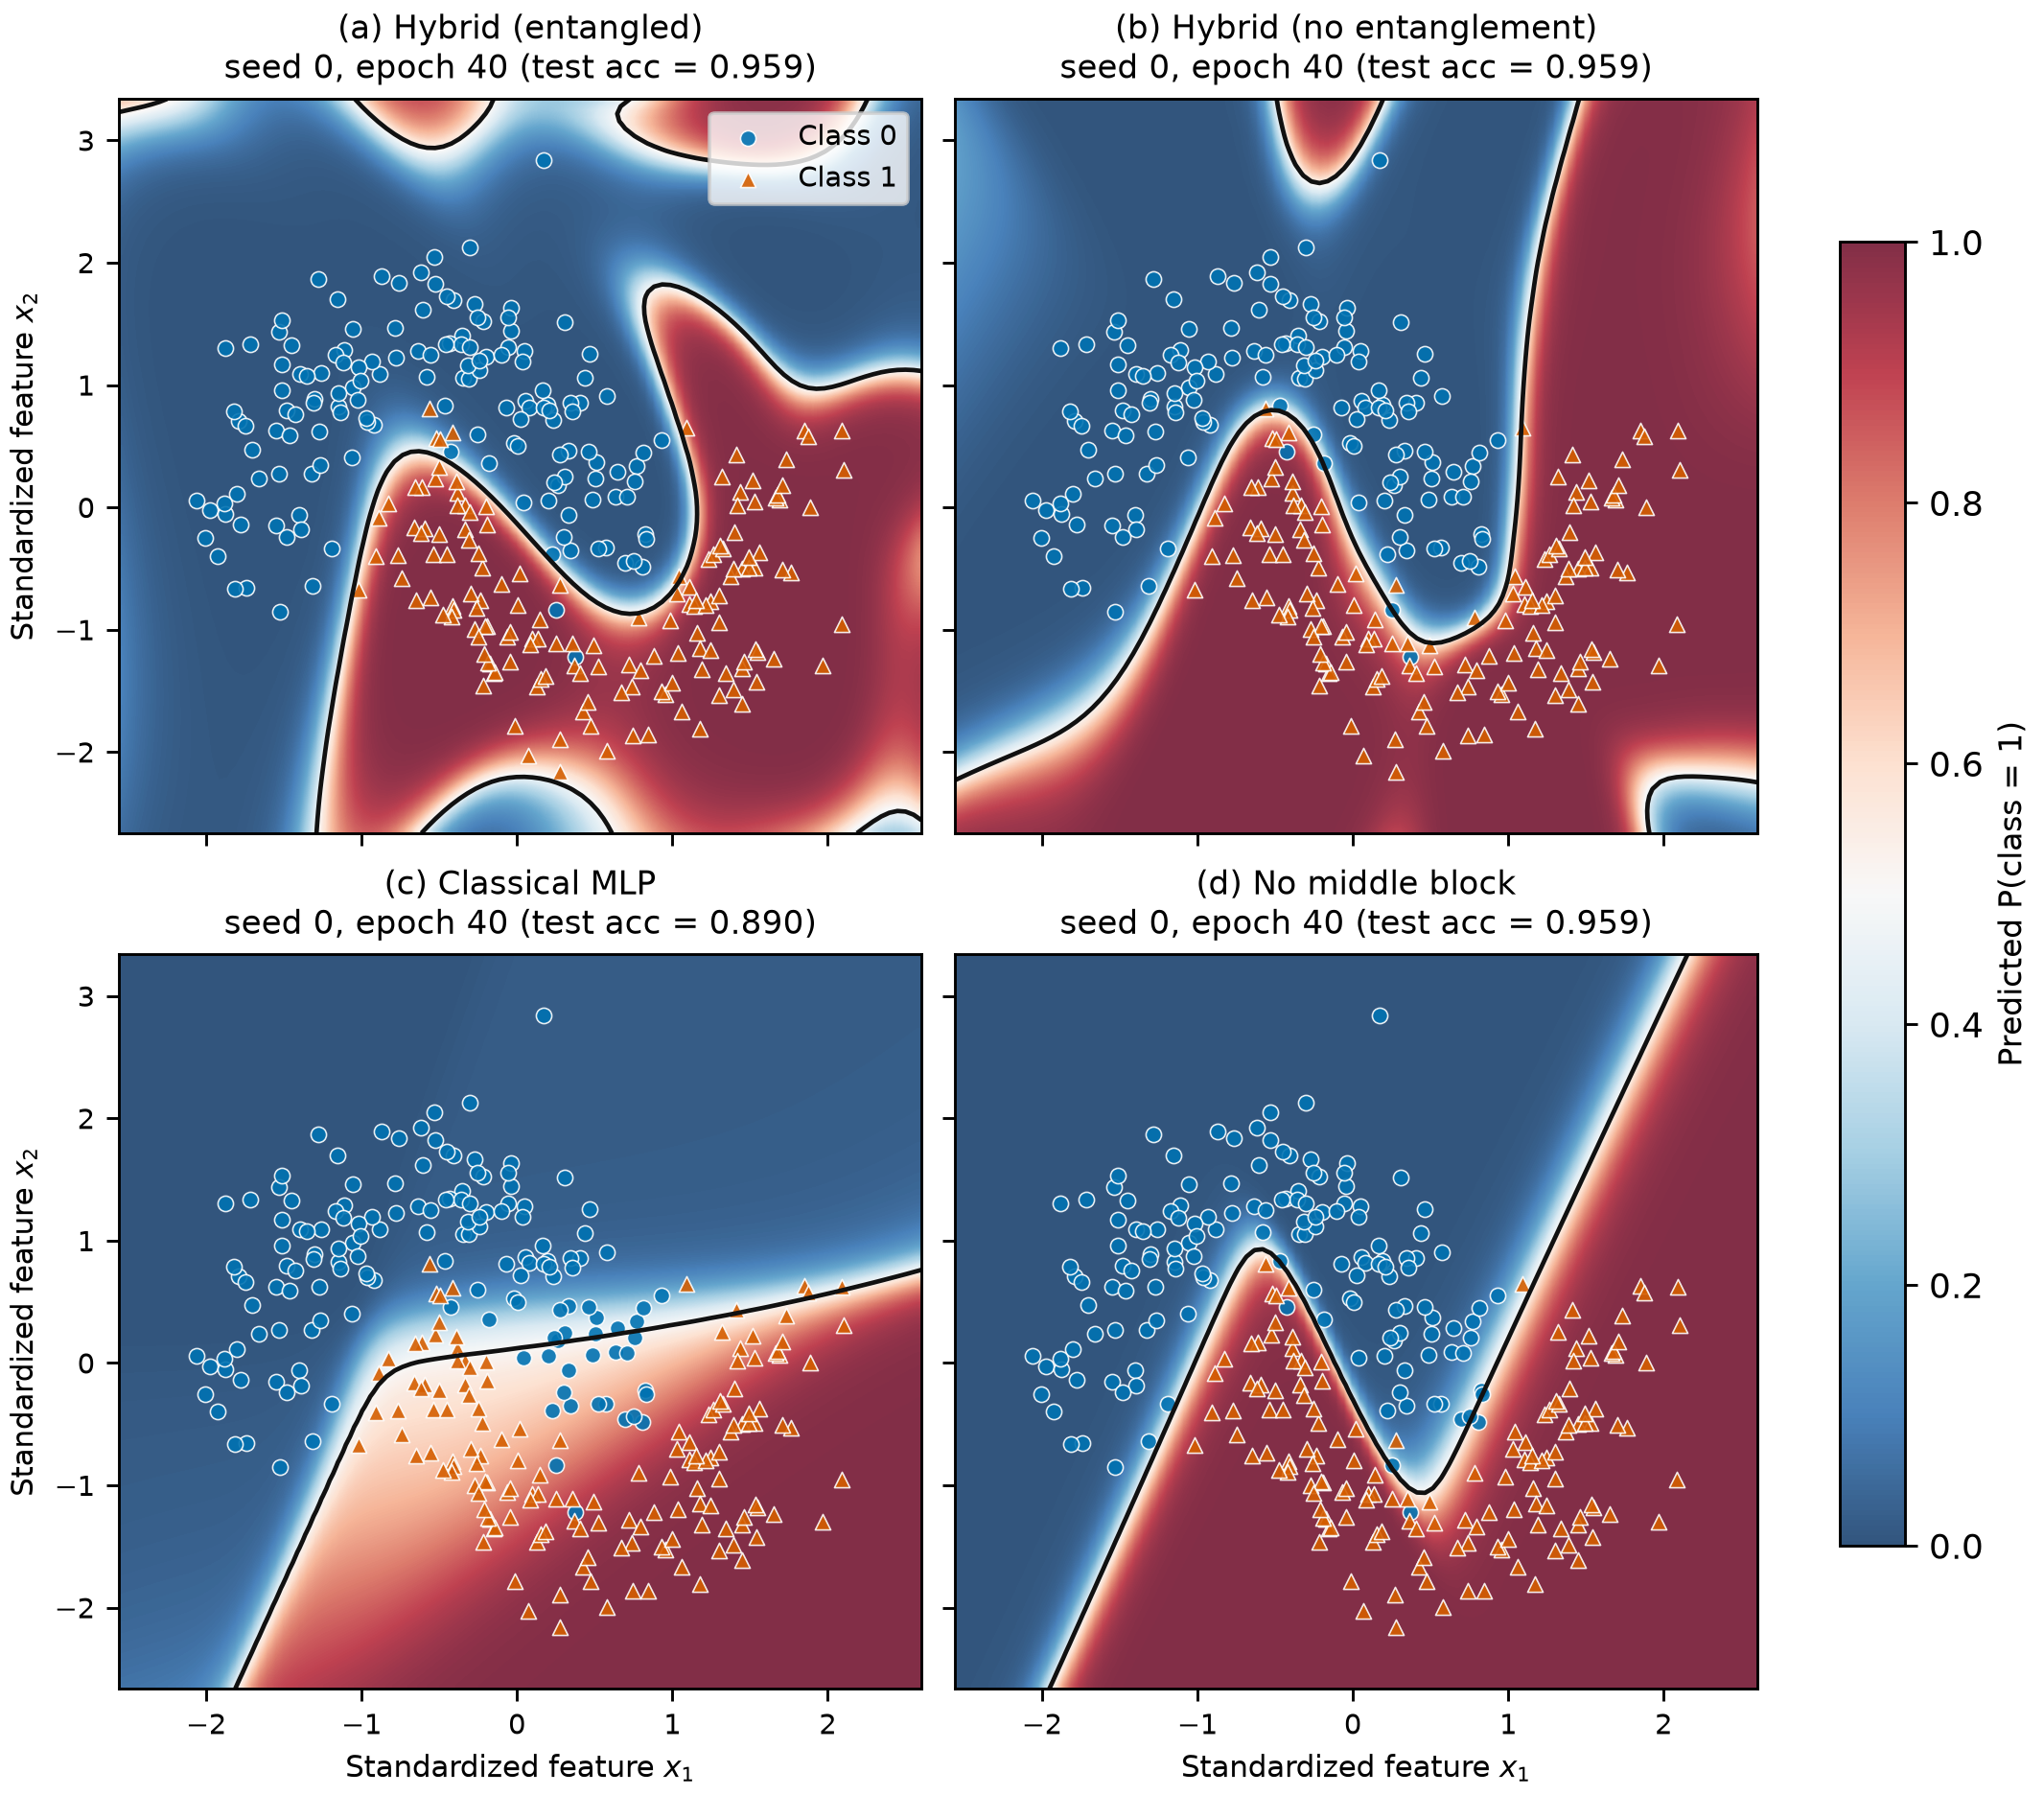 (a) Hybrid (entangled)
seed 0, epoch 40 (test acc = 0.959)
(b) Hybrid (no entanglement)
seed 0, epoch 40 (test acc = 0.959)
Class 0
Class 1
3
2
1
0
−1
−2
Standardized feature x₂
(c) Classical MLP
seed 0, epoch 40 (test acc = 0.890)
(d) No middle block
seed 0, epoch 40 (test acc = 0.959)
3
2
1
0
−1
−2
Standardized feature x₂
−2 −1 0 1 2
Standardized feature x₁
−2 −1 0 1 2
Standardized feature x₁
1.0
0.8
0.6
0.4
0.2
0.0
Predicted P(class = 1)